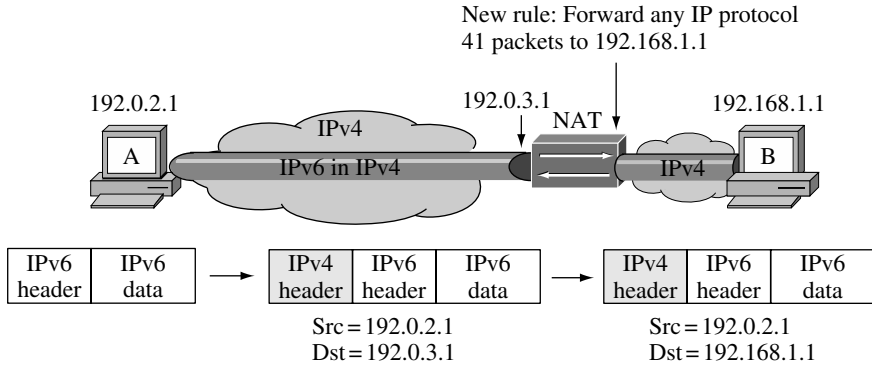 New rule: Forward any IP protocol
41 packets to 192.168.1.1
192.0.2.1
192.0.3.1
NAT
192.168.1.1
IPv4
A
IPv6 in IPv4
IPv4
B
IPv6 header
IPv6 data
IPv4 header
IPv6 header
IPv6 data
IPv4 header
IPv6 header
IPv6 data
Src = 192.0.2.1
Dst = 192.0.3.1
Src = 192.0.2.1
Dst = 192.168.1.1